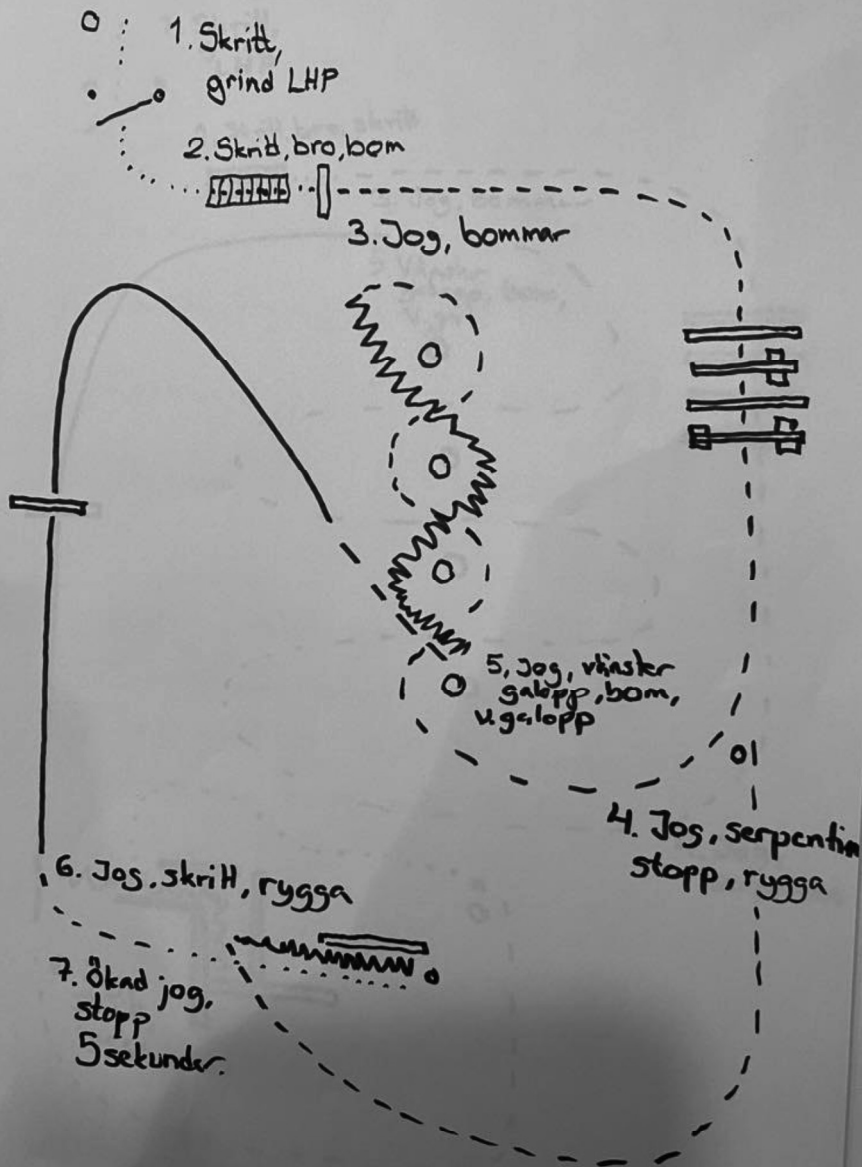 1. Skritt,
grind LHP
2. Skritt, bro, bom
3. Jog, bommar
5. Jog, vänster
galopp, bom,
v.galopp
4. Jog, serpentin
stopp, rygga
6. Jog, skritt, rygga
7. Ökad jog,
stopp
5 sekunder.